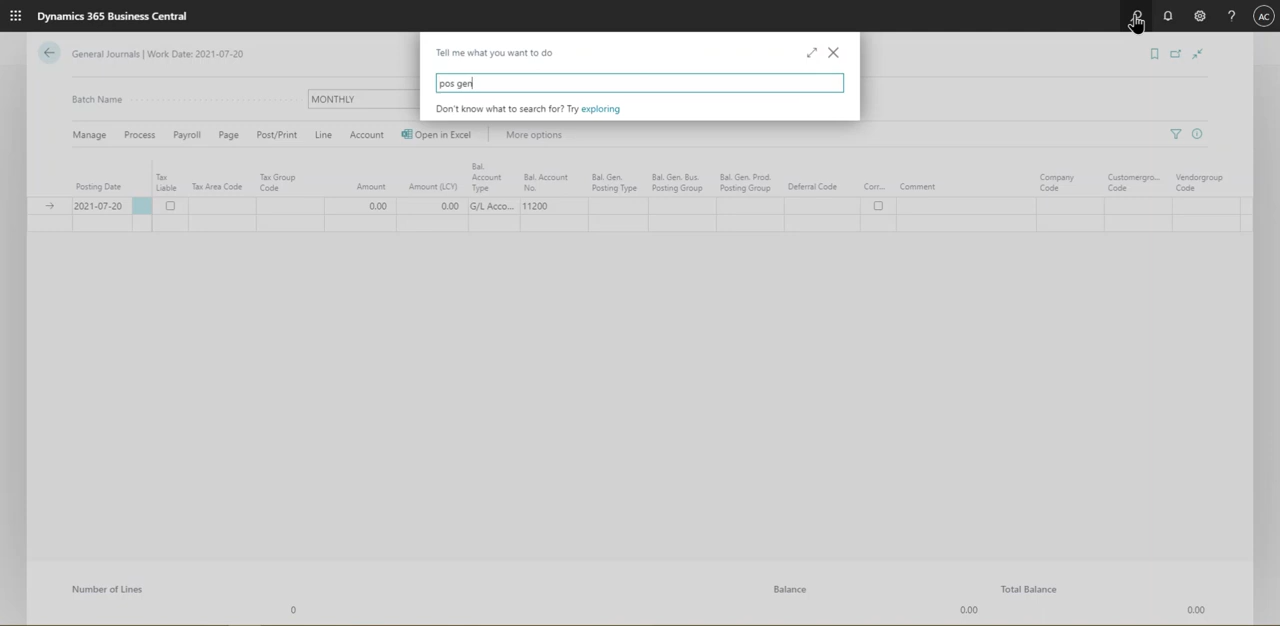 Dynamics 365 Business Central
?
AC
General Journals | Work Date: 2021-07-20
Tell me what you want to do
pos gen
Don't know what to search for? Try exploring
Batch Name
MONTHLY
Manage Process Payroll Page Post/Print Line Account Open in Excel More options
Posting Date
Tax Liable
Tax Area Code
Tax Group Code
Amount
Amount (LCY)
Bal. Account Type
Bal. Account No.
Bal. Gen. Posting Type
Bal. Gen. Bus. Posting Group
Bal. Gen. Prod. Posting Group
Deferral Code
Corr...
Comment
Company Code
Customergro... Code
Vendorgroup Code
2021-07-20 0.00 0.00 G/L Acco... 11200
Number of Lines Balance Total Balance
0 0.00 0.00